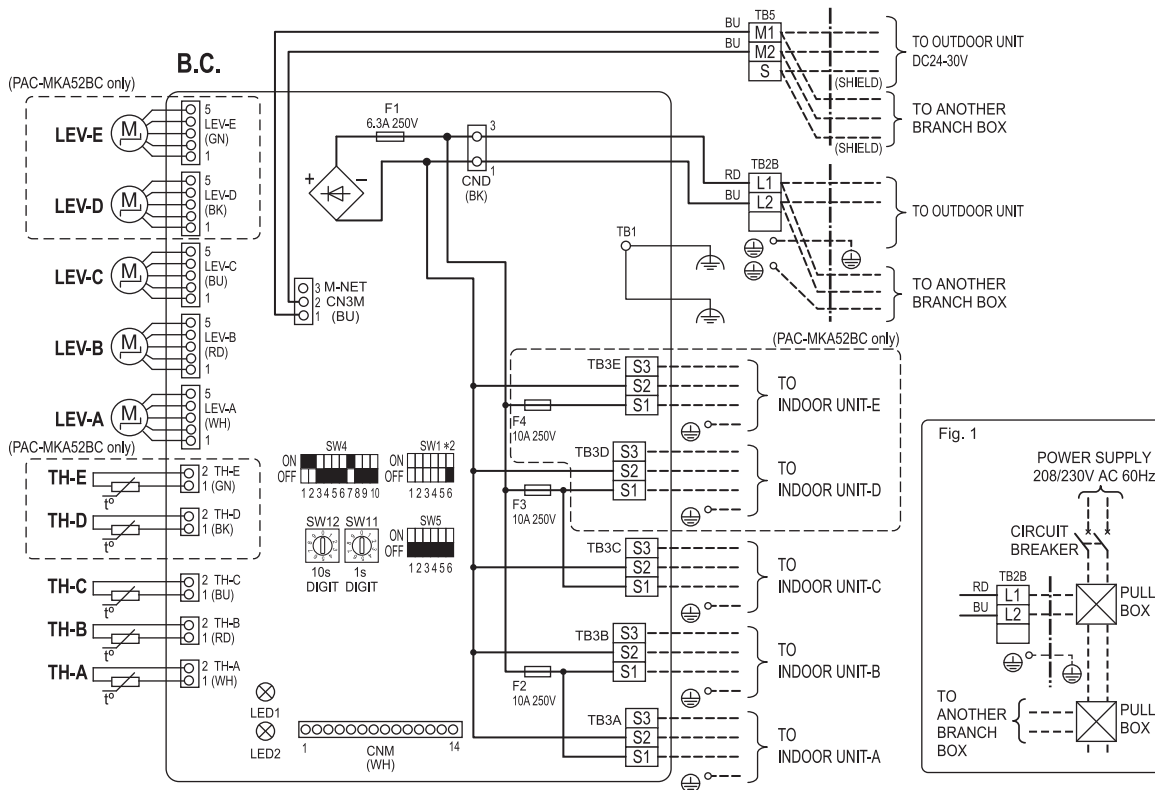 B.C.
(PAC-MKA52BC only)
LEV-E
M
5
LEV-E
(GN)
1
LEV-D
M
5
LEV-D
(BK)
1
LEV-C
M
5
LEV-C
(BU)
1
LEV-B
M
5
LEV-B
(RD)
1
LEV-A
M
5
LEV-A
(WH)
1
(PAC-MKA52BC only)
TH-E
t°
2 TH-E
1 (GN)
TH-D
t°
2 TH-D
1 (BK)
TH-C
t°
2 TH-C
1 (BU)
TH-B
t°
2 TH-B
1 (RD)
TH-A
t°
2 TH-A
1 (WH)
F1
6.3A 250V
+
−
3
1
CND
(BK)
3 M-NET
2 CN3M
1 (BU)
SW4
ON
OFF
1 2 3 4 5 6 7 8 9 10
SW1 *2
ON
OFF
1 2 3 4 5 6
SW12
10s
DIGIT
SW11
1s
DIGIT
SW5
ON
OFF
1 2 3 4 5 6
LED1
LED2
1
14
CNM
(WH)
TB5
BU
M1
BU
M2
S
(SHIELD)
(SHIELD)
TO OUTDOOR UNIT
DC24-30V
TO ANOTHER
BRANCH BOX
TB2B
RD
L1
BU
L2
TO OUTDOOR UNIT
TO ANOTHER
BRANCH BOX
TB1
(PAC-MKA52BC only)
TB3E
S3
S2
S1
TO
INDOOR UNIT-E
F4
10A 250V
TB3D
S3
S2
S1
TO
INDOOR UNIT-D
F3
10A 250V
TB3C
S3
S2
S1
TO
INDOOR UNIT-C
TB3B
S3
S2
S1
TO
INDOOR UNIT-B
F2
10A 250V
TB3A
S3
S2
S1
TO
INDOOR UNIT-A
Fig. 1
POWER SUPPLY
208/230V AC 60Hz
CIRCUIT
BREAKER
TB2B
RD
L1
BU
L2
PULL
BOX
TO
ANOTHER
BRANCH
BOX
PULL
BOX